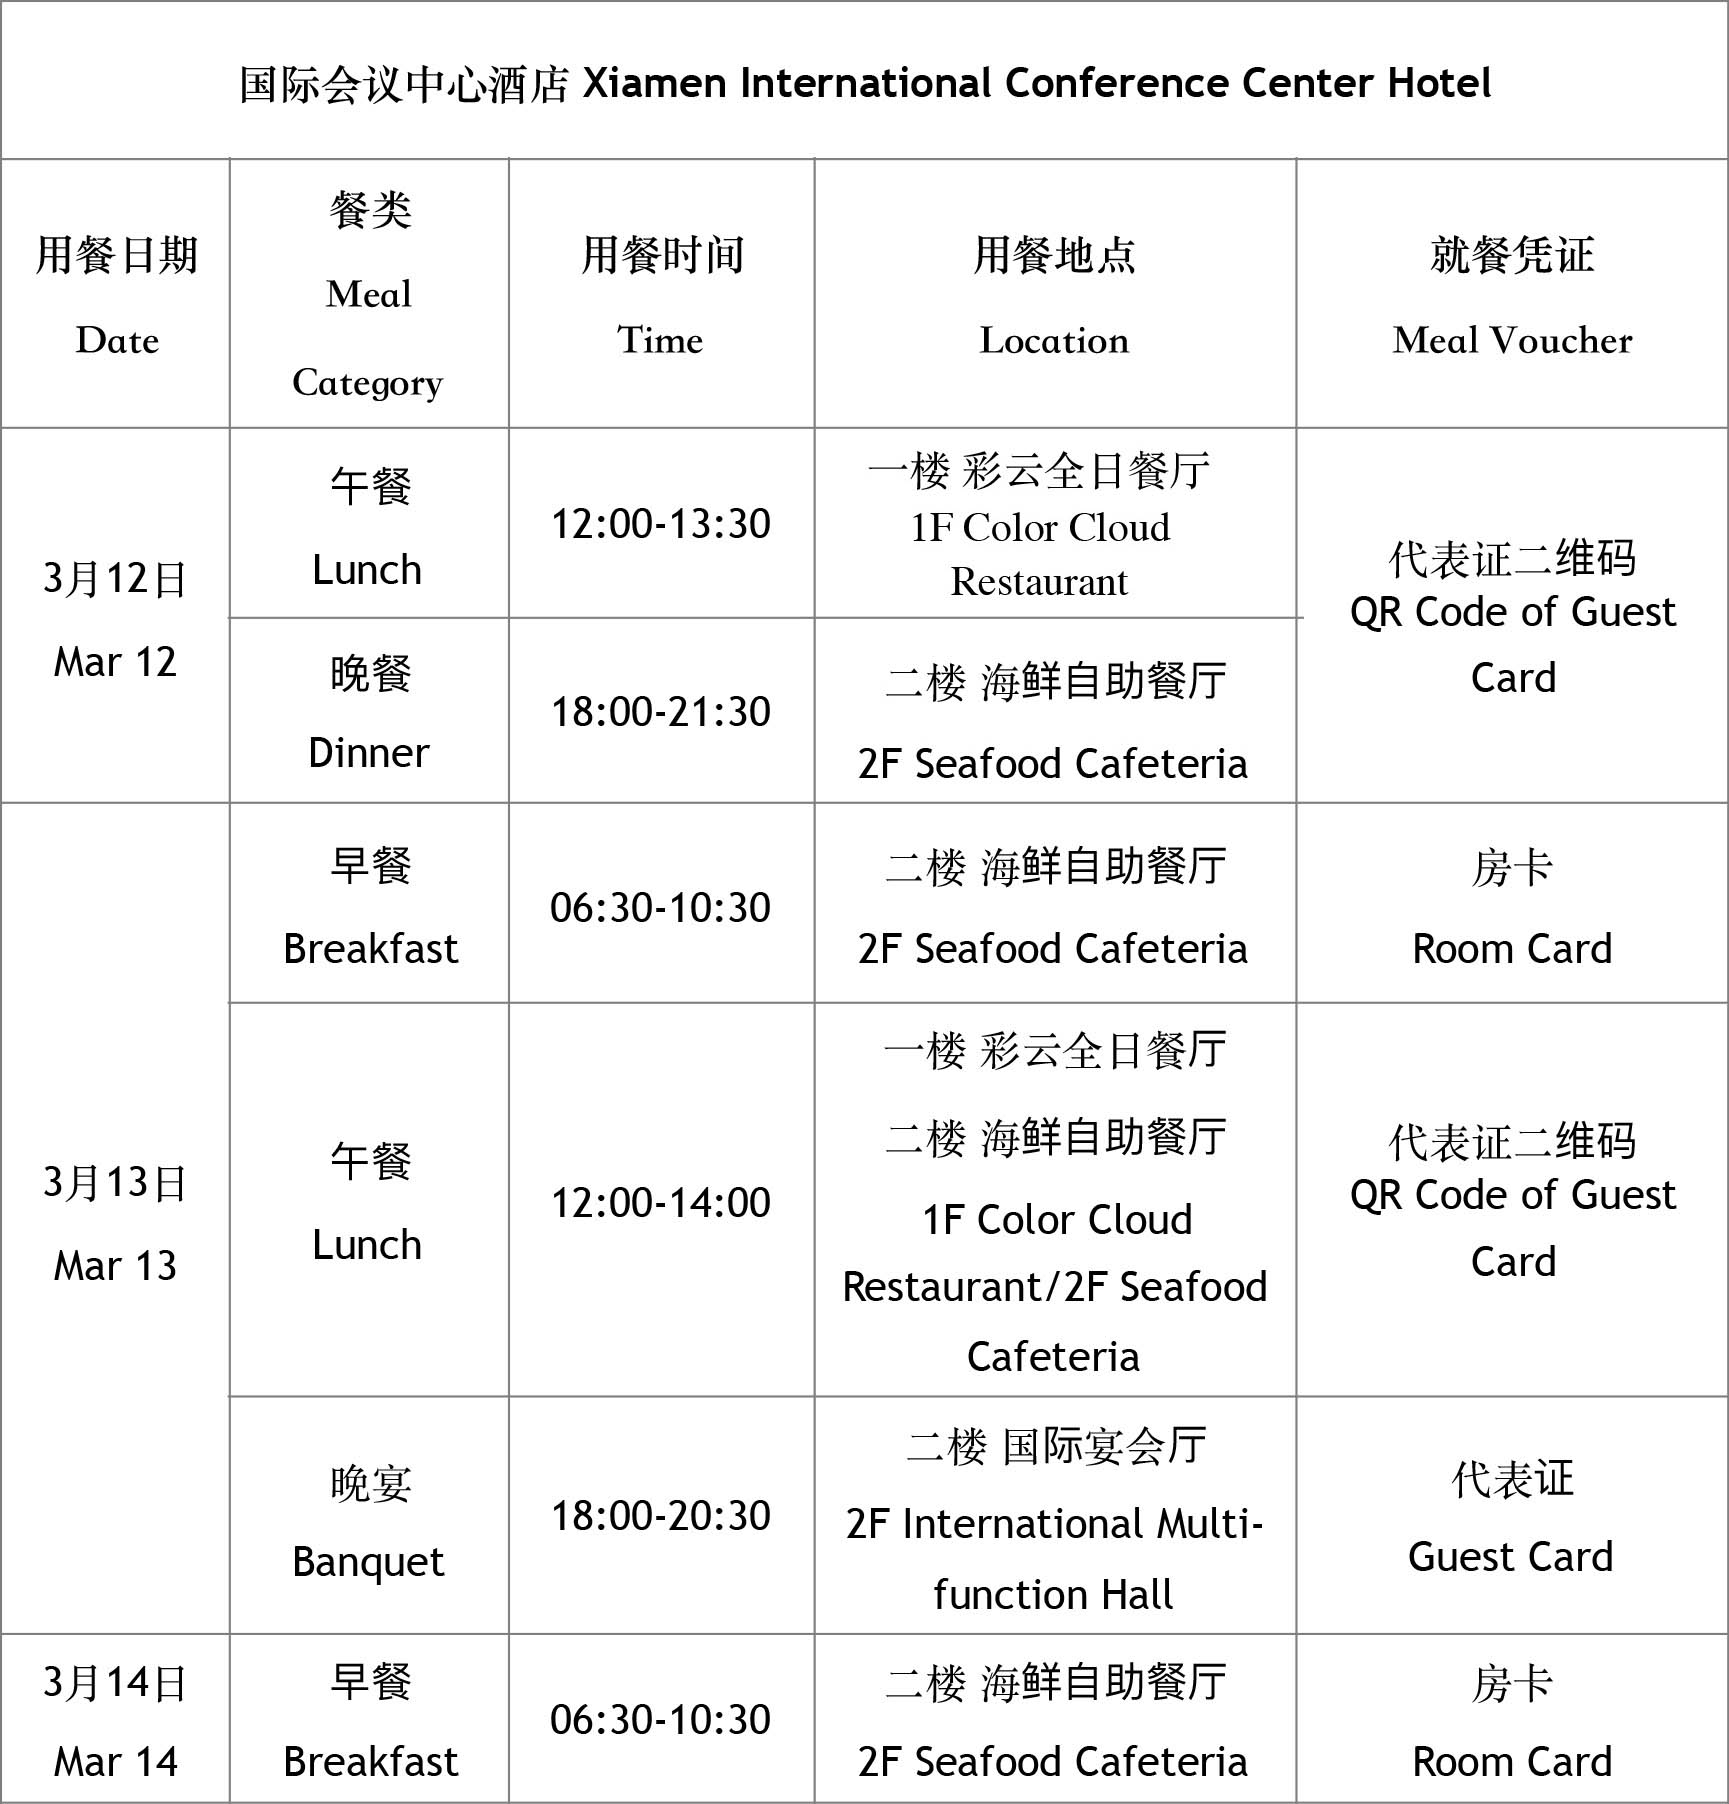 国际会议中心酒店 Xiamen International Conference Center Hotel
用餐日期
Date
餐类
Meal
Category
用餐时间
Time
用餐地点
Location
就餐凭证
Meal Voucher
3月12日
Mar 12
午餐
Lunch
12:00-13:30
一楼 彩云全日餐厅
1F Color Cloud
Restaurant
代表证二维码
QR Code of Guest
Card
晚餐
Dinner
18:00-21:30
二楼 海鲜自助餐厅
2F Seafood Cafeteria
3月13日
Mar 13
早餐
Breakfast
06:30-10:30
二楼 海鲜自助餐厅
2F Seafood Cafeteria
房卡
Room Card
午餐
Lunch
12:00-14:00
一楼 彩云全日餐厅
二楼 海鲜自助餐厅
1F Color Cloud
Restaurant/2F Seafood
Cafeteria
代表证二维码
QR Code of Guest
Card
晚宴
Banquet
18:00-20:30
二楼 国际宴会厅
2F International Multi-
function Hall
代表证
Guest Card
3月14日
Mar 14
早餐
Breakfast
06:30-10:30
二楼 海鲜自助餐厅
2F Seafood Cafeteria
房卡
Room Card